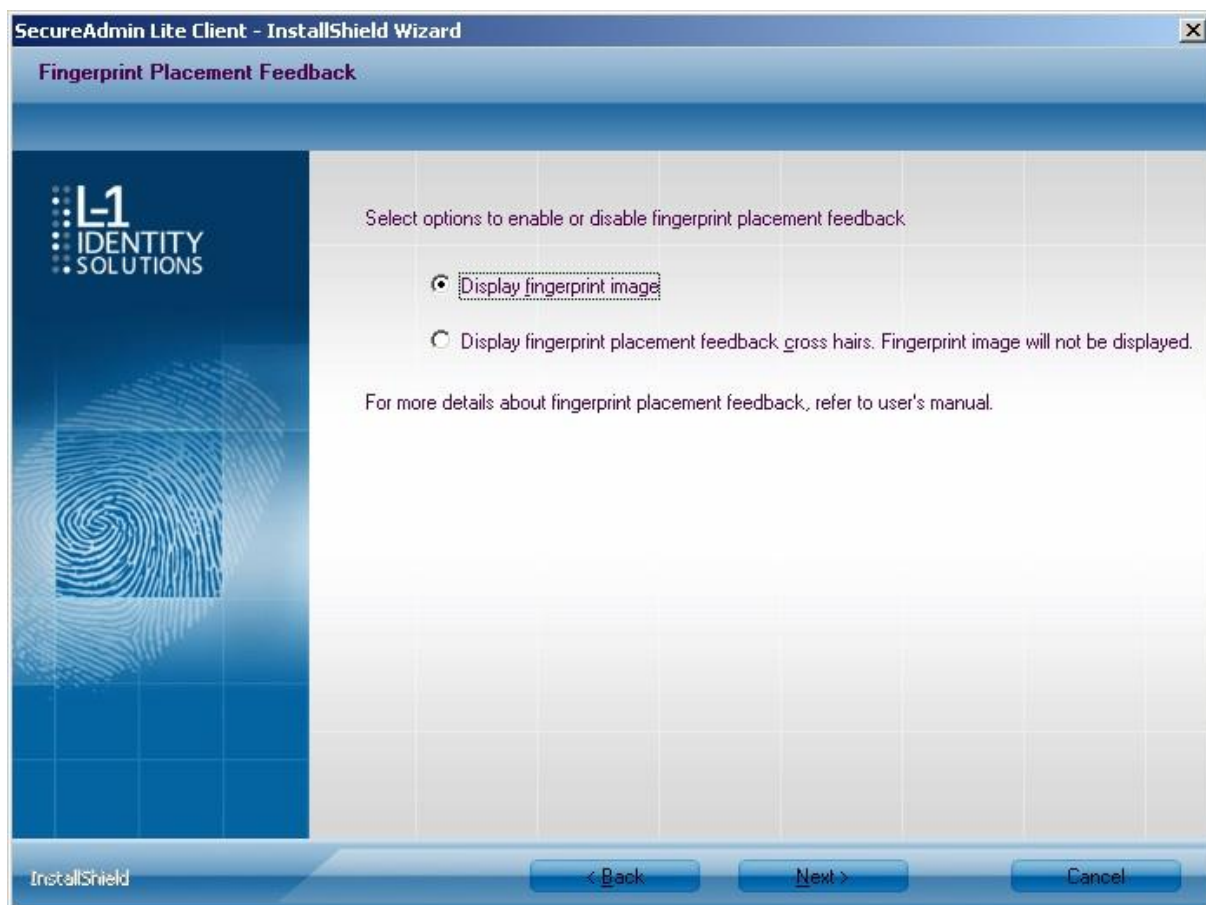 SecureAdmin Lite Client - InstallShield Wizard
Fingerprint Placement Feedback
L-1
IDENTITY
SOLUTIONS
Select options to enable or disable fingerprint placement feedback
Display fingerprint image
Display fingerprint placement feedback cross hairs. Fingerprint image will not be displayed.
For more details about fingerprint placement feedback, refer to user's manual.
InstallShield
< Back
Next >
Cancel